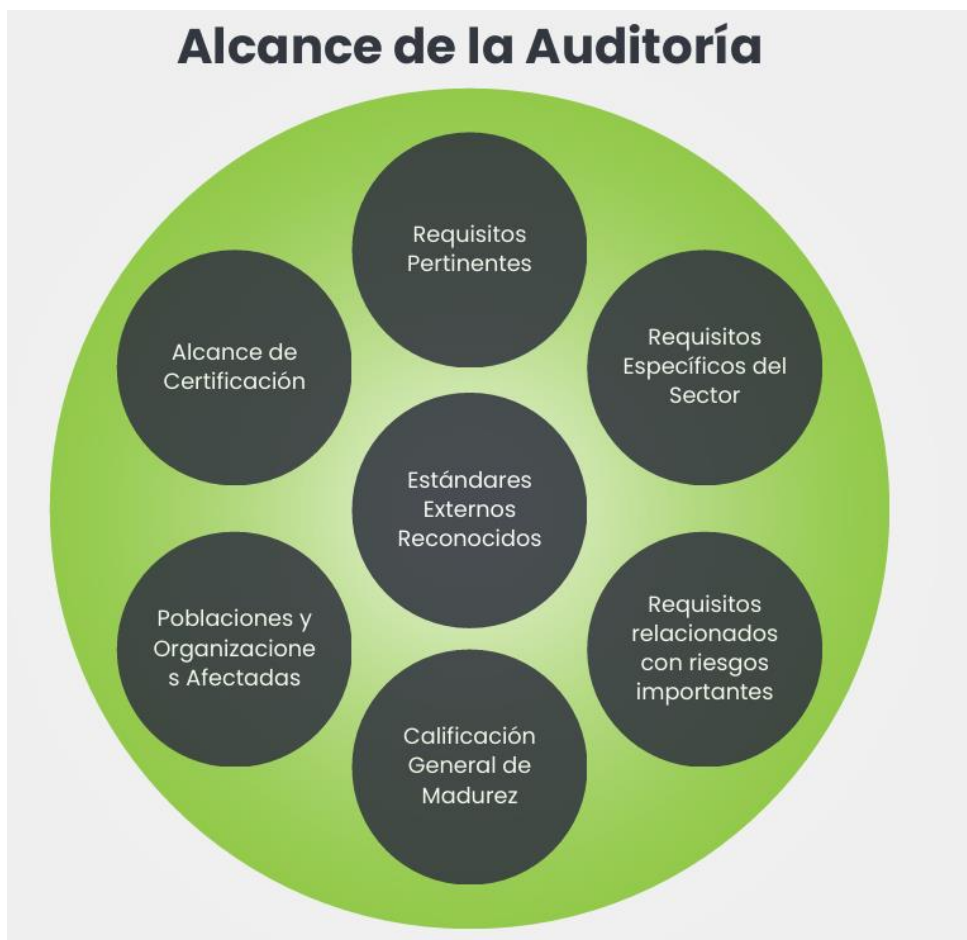 Alcance de la Auditoría
Requisitos
Pertinentes
Alcance de
Certificación
Requisitos
Específicos del
Sector
Estándares
Externos
Reconocidos
Poblaciones y
Organizacione
s Afectadas
Requisitos
relacionados
con riesgos
importantes
Calificación
General de
Madurez